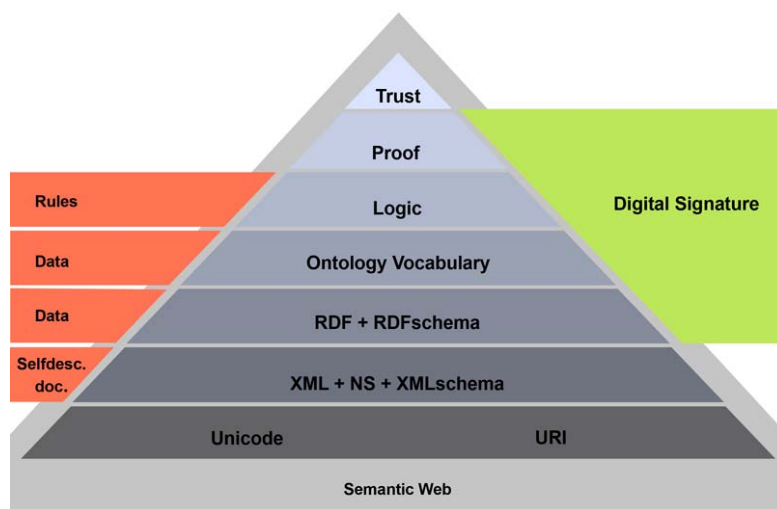 Trust
Proof
Rules
Logic
Digital Signature
Data
Ontology Vocabulary
Data
RDF + RDFschema
Selfdesc.
doc.
XML + NS + XMLschema
Unicode
URI
Semantic Web